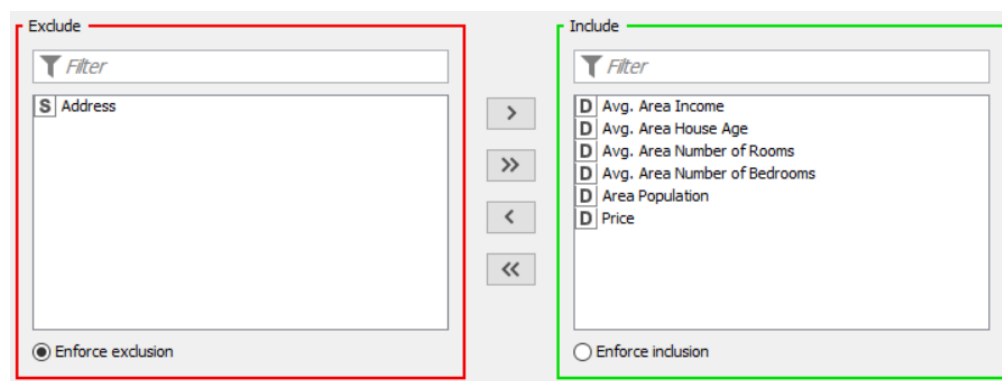 Exclude
Filter
S Address
Enforce exclusion
> 
>>
<
<<
Include
Filter
D Avg. Area Income
D Avg. Area House Age
D Avg. Area Number of Rooms
D Avg. Area Number of Bedrooms
D Area Population
D Price
Enforce inclusion